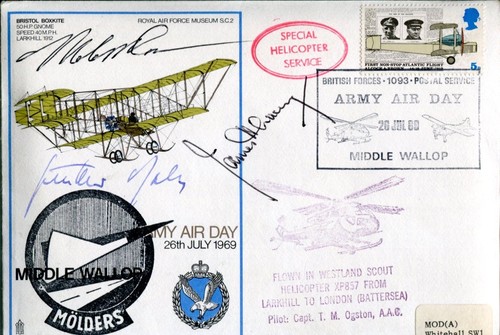 BRISTOL BOXKITE
50 H.P. GNOME
SPEED 40 M.P.H.
LARKHILL 1912
ROYAL AIR FORCE MUSEUM S.C.2
SPECIAL
HELICOPTER
SERVICE
FIRST NON-STOP ATLANTIC FLIGHT
5d
BRITISH FORCES · 1093 · POSTAL SERVICE
ARMY AIR DAY
MIDDLE WALLOP
MY AIR DAY
26th JULY 1969
MIDDLE WALLOP
MÖLDERS
FLOWN IN WESTLAND SCOUT
HELICOPTER XP857 FROM
LARKHILL TO LONDON (BATTERSEA)
Pilot: Capt. T. M. Ogston, A.A.C.
MOD(A)
Whitehall SW1